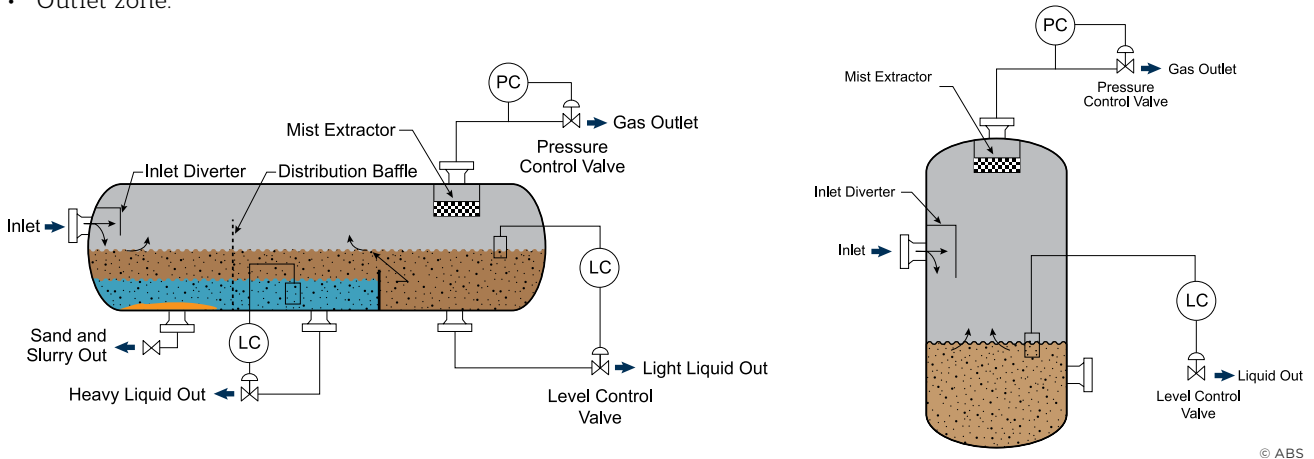 • Outlet zone.
PC
Gas Outlet
Mist Extractor
Pressure
Control Valve
Inlet Diverter
Distribution Baffle
Inlet
LC
Sand and
Slurry Out
LC
Heavy Liquid Out
Light Liquid Out
Level Control
Valve
PC
Gas Outlet
Mist Extractor
Pressure
Control Valve
Inlet Diverter
Inlet
LC
Liquid Out
Level Control
Valve
© ABS